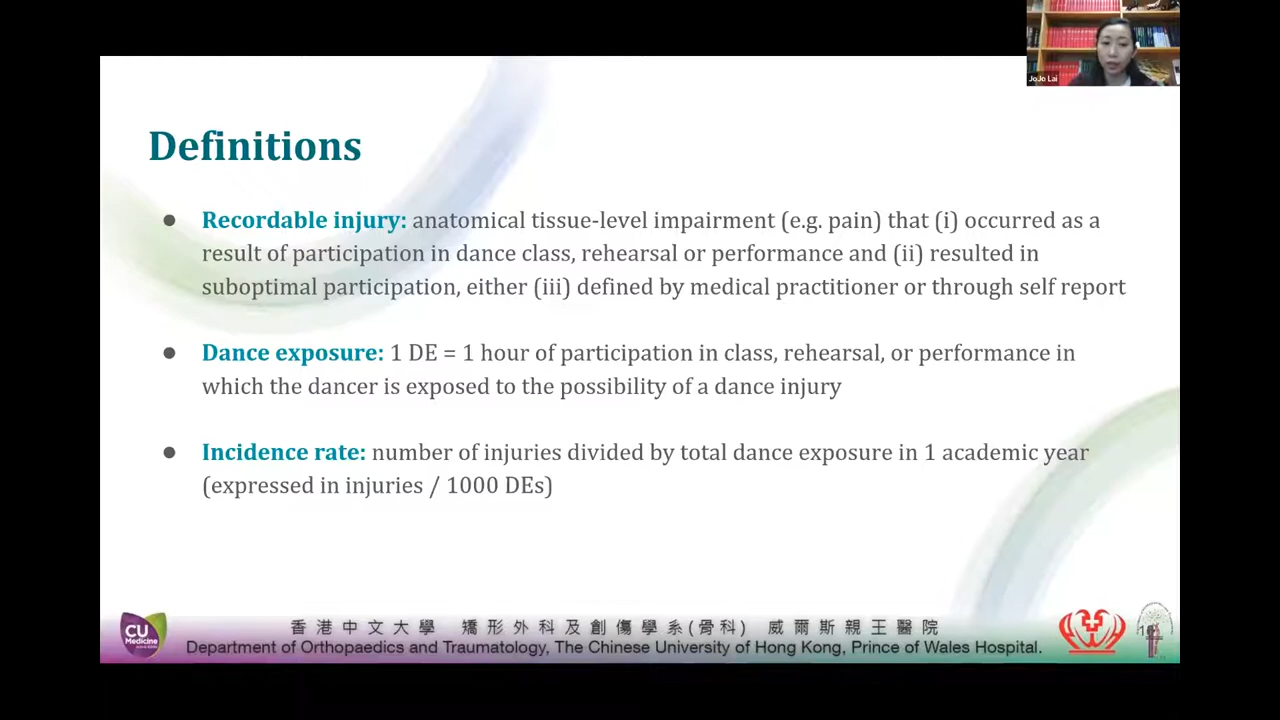 JoJo Lai
Definitions
● Recordable injury: anatomical tissue-level impairment (e.g. pain) that (i) occurred as a
result of participation in dance class, rehearsal or performance and (ii) resulted in
suboptimal participation, either (iii) defined by medical practitioner or through self report
● Dance exposure: 1 DE = 1 hour of participation in class, rehearsal, or performance in
which the dancer is exposed to the possibility of a dance injury
● Incidence rate: number of injuries divided by total dance exposure in 1 academic year
(expressed in injuries / 1000 DEs)
CU
Medicine
HONG KONG
香港中文大學 矯形外科及創傷學系(骨科) 威爾斯親王醫院
Department of Orthopaedics and Traumatology, The Chinese University of Hong Kong, Prince of Wales Hospital.